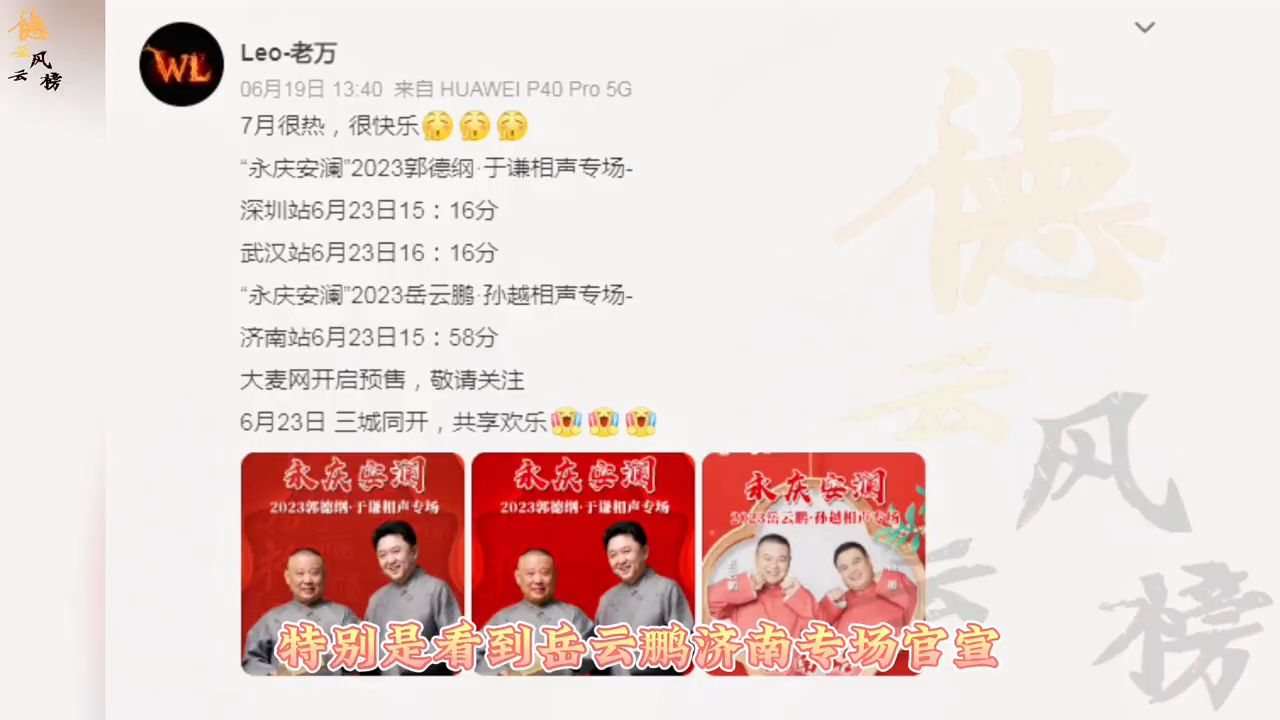 德
云
风
云
榜
WL
Leo-老万
06月19日 13:40 来自 HUAWEI P40 Pro 5G
7月很热，很快乐
“永庆安澜”2023郭德纲·于谦相声专场-
深圳站6月23日15：16分
武汉站6月23日16：16分
“永庆安澜”2023岳云鹏·孙越相声专场-
济南站6月23日15：58分
大麦网开启预售，敬请关注
6月23日 三城同开，共享欢乐
永庆安澜
2023郭德纲·于谦相声专场
永庆安澜
2023郭德纲·于谦相声专场
永庆安澜
2023岳云鹏·孙越相声专场
特别是看到岳云鹏济南专场官宣
德
云
风
云
榜